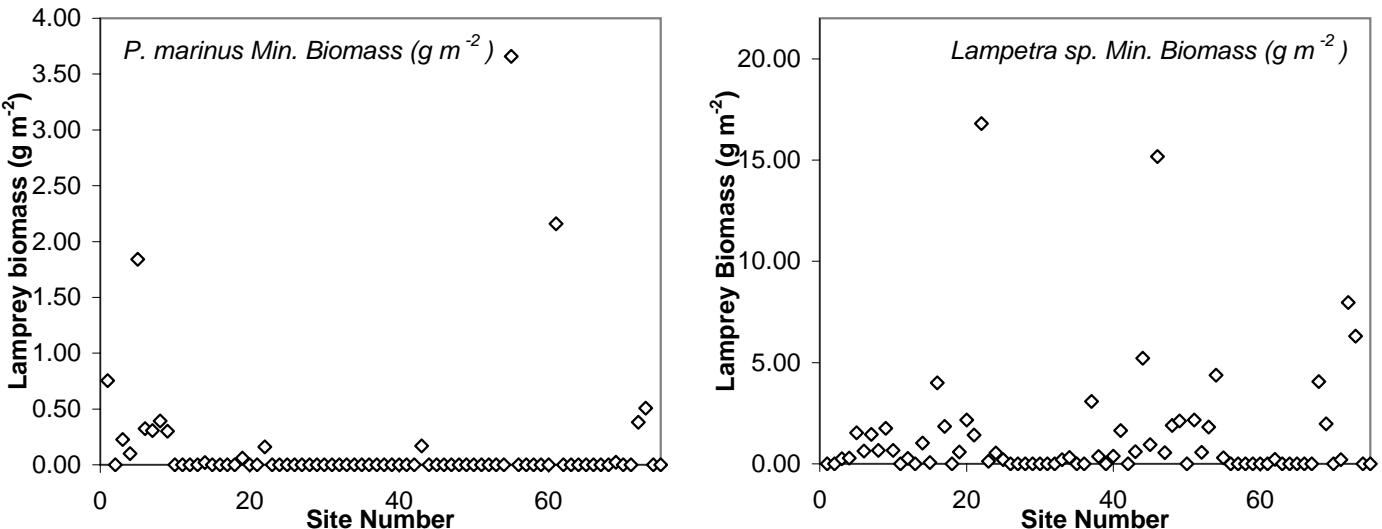 4.00
P. marinus Min. Biomass (g m -2 )
3.50
3.00
2.50
2.00
1.50
1.00
0.50
0.00
Lamprey biomass (g m-2)
0 20 40 60
Site Number
Lampetra sp. Min. Biomass (g m -2 )
20.00
15.00
10.00
5.00
0.00
Lamprey Biomass (g m-2)
0 20 40 60
Site Number